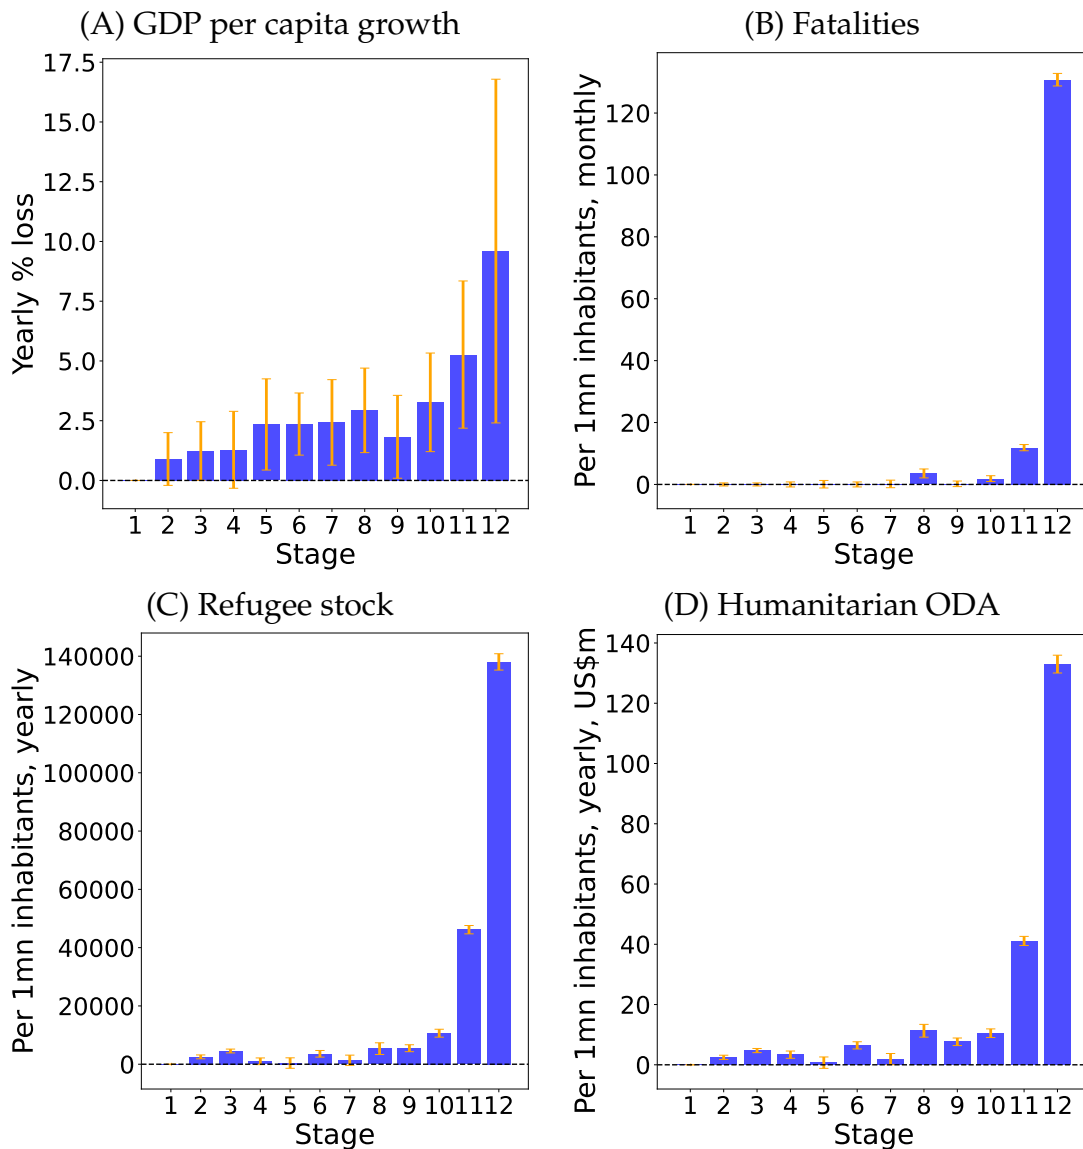 (A) GDP per capita growth
Yearly % loss
17.5
15.0
12.5
10.0
7.5
5.0
2.5
0.0
1 2 3 4 5 6 7 8 9 10 11 12
Stage
(B) Fatalities
Per 1mn inhabitants, monthly
120
100
80
60
40
20
0
1 2 3 4 5 6 7 8 9 10 11 12
Stage
(C) Refugee stock
Per 1mn inhabitants, yearly
140000
120000
100000
80000
60000
40000
20000
0
1 2 3 4 5 6 7 8 9 10 11 12
Stage
(D) Humanitarian ODA
Per 1mn inhabitants, yearly, US$m
140
120
100
80
60
40
20
0
1 2 3 4 5 6 7 8 9 10 11 12
Stage